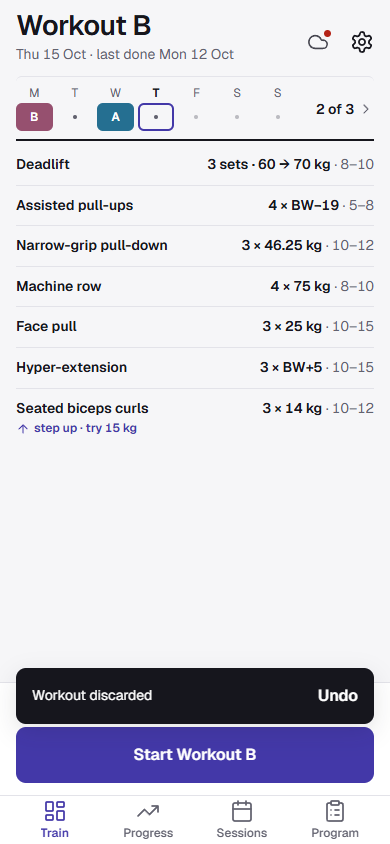 Workout B
Thu 15 Oct · last done Mon 12 Oct
M T W T F S S
B A 2 of 3
Deadlift 3 sets · 60 → 70 kg · 8–10
Assisted pull-ups 4 × BW−19 · 5–8
Narrow-grip pull-down 3 × 46.25 kg · 10–12
Machine row 4 × 75 kg · 8–10
Face pull 3 × 25 kg · 10–15
Hyper-extension 3 × BW+5 · 10–15
Seated biceps curls 3 × 14 kg · 10–12
↑ step up · try 15 kg
Workout discarded Undo
Start Workout B
Train Progress Sessions Program